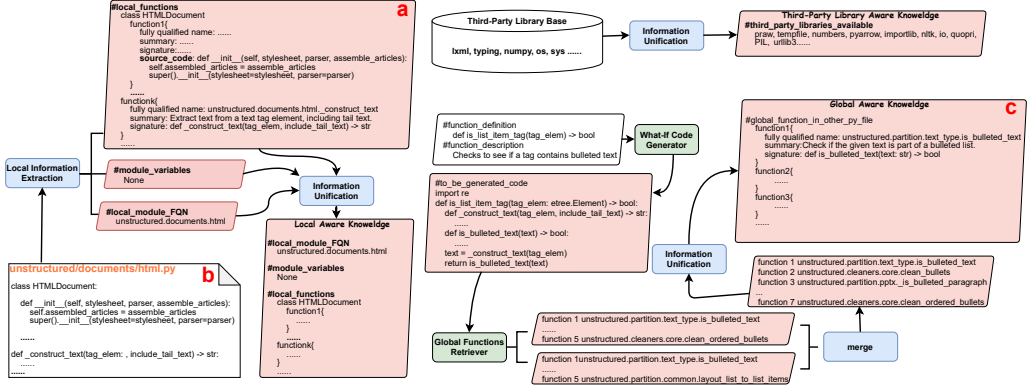 #local_functions
a
class HTMLDocument
function1{
fully qualified name: ......
summary: ......
signature:......
source_code: def __init__(self, stylesheet, parser, assemble_articles):
self.assembled_articles = assemble_articles
super().__init__(stylesheet=stylesheet, parser=parser)
}
......
functionk{
fully qualified name: unstructured.documents.html._construct_text
summary: Extract text from a text tag element, including tail text.
signature: def _construct_text(tag_elem, include_tail_text) -> str
}
......
Local Information
Extraction
#module_variables
None
#local_module_FQN
unstructured.documents.html
Information
Unification
b
unstructured/documents/html.py
class HTMLDocument:
def __init__(self, stylesheet, parser, assemble_articles):
self.assembled_articles = assemble_articles
super().__init__(stylesheet=stylesheet, parser=parser)
......
def _construct_text(tag_elem: , include_tail_text) -> str:
......
......
Local Aware Knoweldge
#local_module_FQN
unstructured.documents.html
#module_variables
None
#local_functions
class HTMLDocument
function1{
......
}
......
functionk{
......
}
......
Third-Party Library Base
lxml, typing, numpy, os, sys ......
Information
Unification
Third-Party Library Aware Knoweldge
#third_party_libraries_available
praw, tempfile, numbers, pyarrow, importlib, nltk, io, quopri,
PIL, urllib3......
#function_definition
def is_list_item_tag(tag_elem) -> bool
#function_description
Checks to see if a tag contains bulleted text
What-If Code
Generator
#to_be_generated_code
import re
def is_list_item_tag(tag_elem: etree.Element) -> bool:
def _construct_text(tag_elem, include_tail_text) -> str:
......
def is_bulleted_text(text) -> bool:
......
text = _construct_text(tag_elem)
return is_bulleted_text(text)
Global Functions
Retriever
function 1 unstructured.partition.text_type.is_bulleted_text
......
function 5 unstructured.cleaners.core.clean_ordered_bullets
function 1unstructured.partition.text_type.is_bulleted_text
......
function 5 unstructured.partition.common.layout_list_to_list_items
merge
function 1 unstructured.partition.text_type.is_bulleted_text
function 2 unstructured.cleaners.core.clean_bullets
function 3 unstructured.partition.pptx._is_bulleted_paragraph
...
function 7 unstructured.cleaners.core.clean_ordered_bullets
Information
Unification
Global Aware Knoweldge
c
#global_function_in_other_py_file
function1{
fully qualified name: unstructured.partition.text_type.is_bulleted_text
summary:Check if the given text is part of a bulleted list.
signature: def is_bulleted_text(text: str) -> bool
}
function2{
......
}
function3{
......
}
......